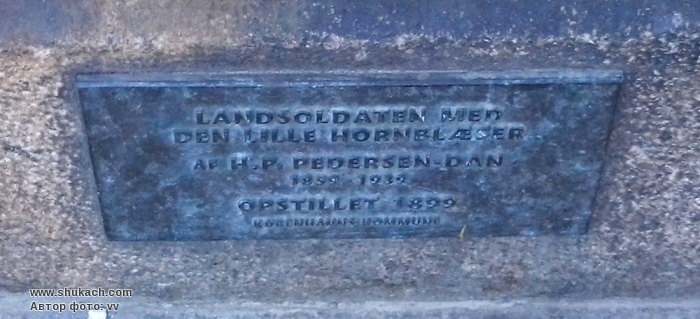 LANDSOLDATEN MED
DEN LILLE HORNBLÆSER
AF H.P. PEDERSEN-DAN
1859 - 1939
OPSTILLET 1899
KØBENHAVNS KOMMUNE
www.shukach.com
Автор фото: vv